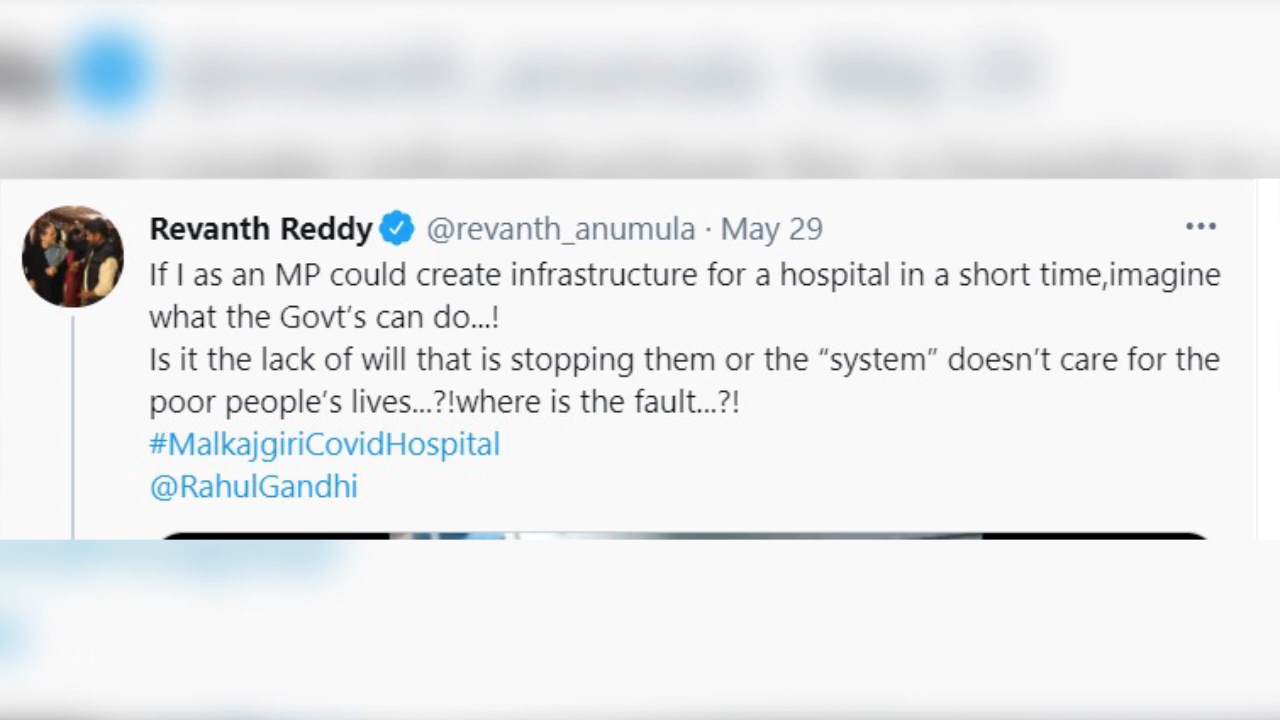 Revanth Reddy @revanth_anumula · May 29
If I as an MP could create infrastructure for a hospital in a short time,imagine
what the Govt’s can do...!
Is it the lack of will that is stopping them or the “system” doesn’t care for the
poor people’s lives...?!where is the fault...?!
#MalkajgiriCovidHospital
@RahulGandhi